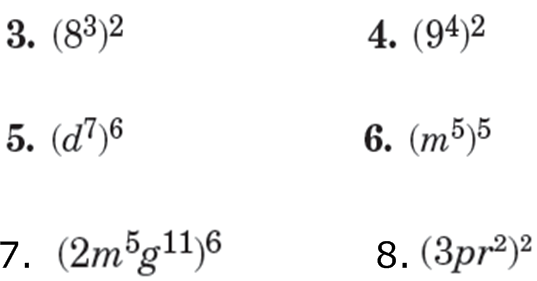 3. (8³)² 4. (9⁴)²
5. (d⁷)⁶ 6. (m⁵)⁵
7. (2m⁵g¹¹)⁶ 8. (3pr²)²